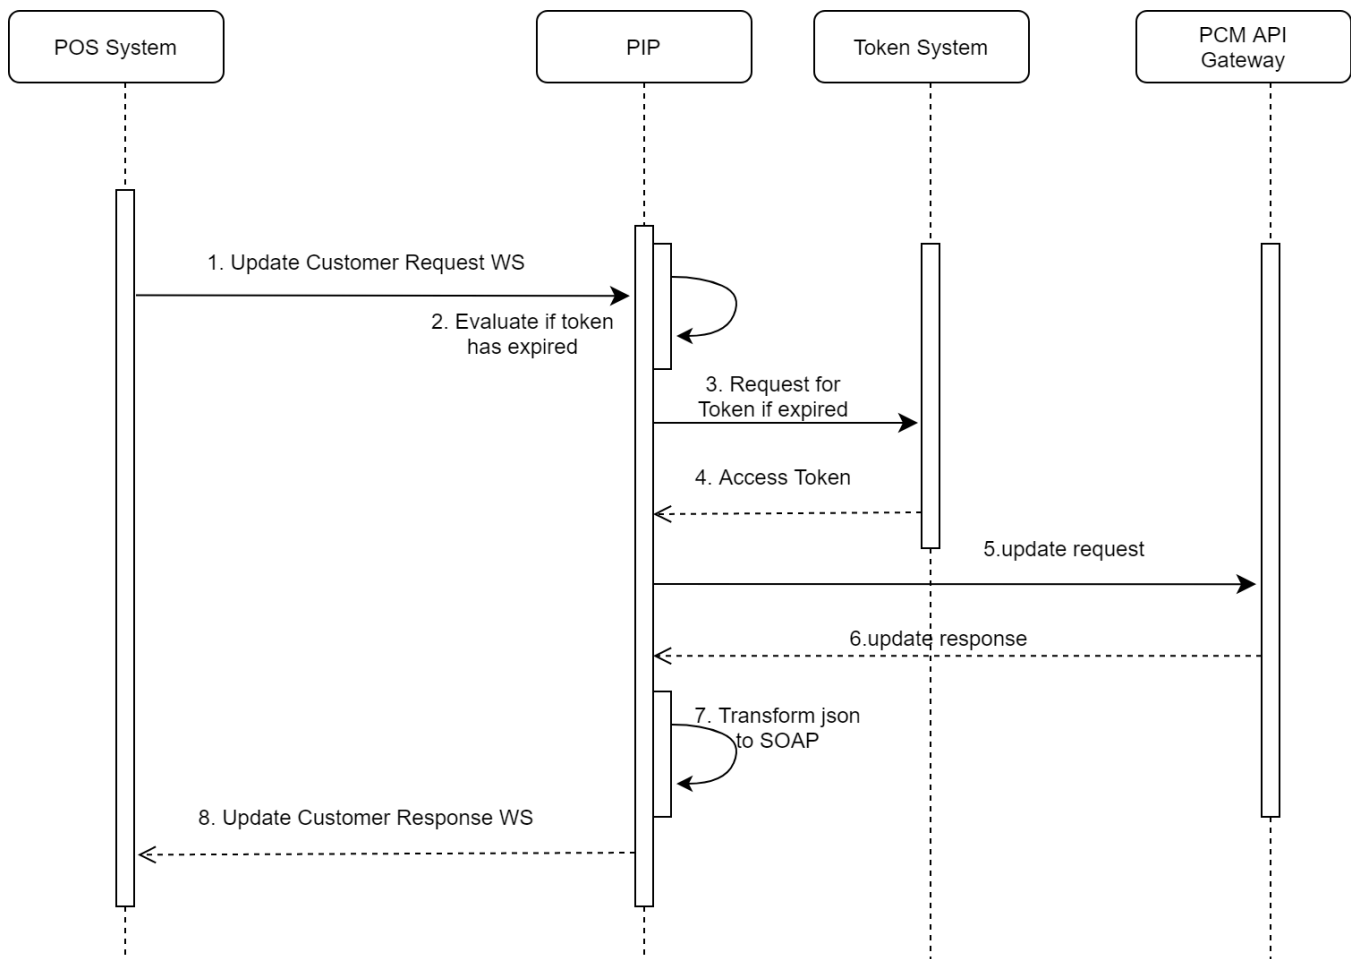 POS System
PIP
Token System
PCM API
Gateway
1. Update Customer Request WS
2. Evaluate if token
has expired
3. Request for
Token if expired
4. Access Token
5.update request
6.update response
7. Transform json
to SOAP
8. Update Customer Response WS